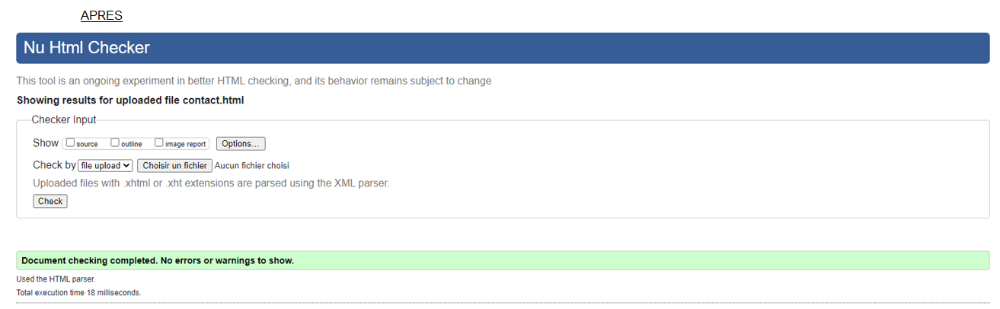 APRES
Nu Html Checker
This tool is an ongoing experiment in better HTML checking, and its behavior remains subject to change
Showing results for uploaded file contact.html
Checker Input
Show source outline image report Options...
Check by file upload Choisir un fichier Aucun fichier choisi
Uploaded files with .xhtml or .xht extensions are parsed using the XML parser.
Check
Document checking completed. No errors or warnings to show.
Used the HTML parser.
Total execution time 18 milliseconds.